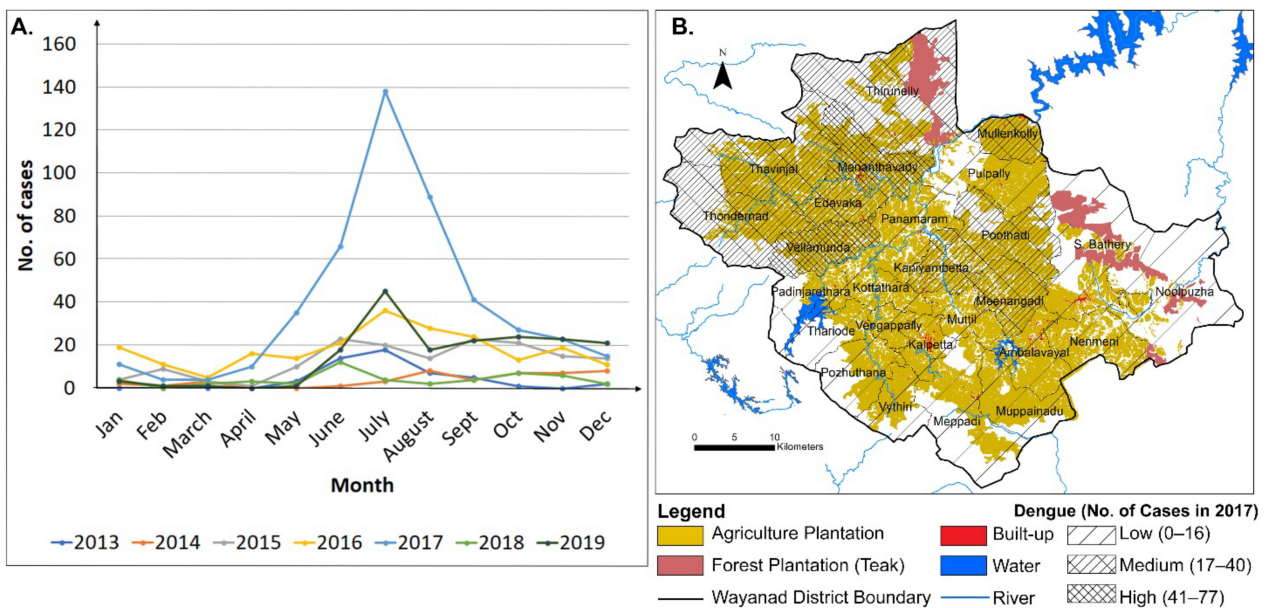 A.
160
140
120
100
80
60
40
20
0
No. of cases
Jan
Feb
March
April
May
June
July
August
Sept
Oct
Nov
Dec
Month
2013 2014 2015 2016 2017 2018 2019
B.
N
Thirunelly
Mullenkolly
Thavinjal
Mananthavady
Pulpally
Edavaka
Thondernad
Panamaram
Poothadi
S. Bathery
Vellamunda
Kaniyambetta
Padinjarathara
Kottathara
Meenangadi
Noolpuzha
Thariode
Vengappally
Muttil
Kalpetta
Ambalavayal
Nenmeni
Pozhuthana
Vythiri
Muppainadu
Meppadi
0 5 10
Kilometers
Legend
Dengue (No. of Cases in 2017)
Agriculture Plantation
Built-up
Low (0–16)
Forest Plantation (Teak)
Water
Medium (17–40)
Wayanad District Boundary
River
High (41–77)